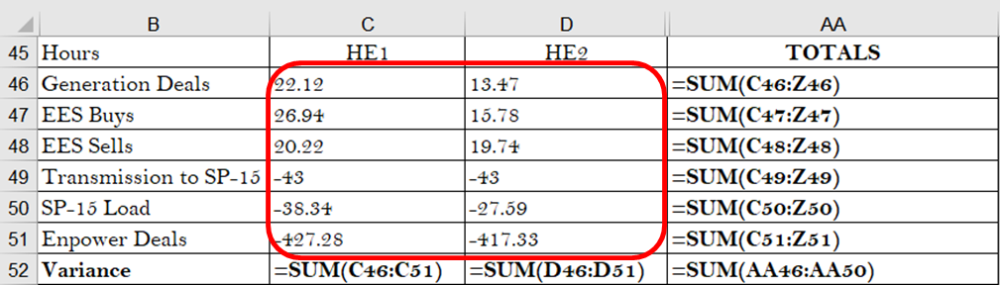 B C D AA
45 Hours HE1 HE2 TOTALS
46 Generation Deals 22.12 13.47 =SUM(C46:Z46)
47 EES Buys 26.94 15.78 =SUM(C47:Z47)
48 EES Sells 20.22 19.74 =SUM(C48:Z48)
49 Transmission to SP-15 -43 -43 =SUM(C49:Z49)
50 SP-15 Load -38.34 -27.59 =SUM(C50:Z50)
51 Enpower Deals -427.28 -417.33 =SUM(C51:Z51)
52 Variance =SUM(C46:C51) =SUM(D46:D51) =SUM(AA46:AA50)